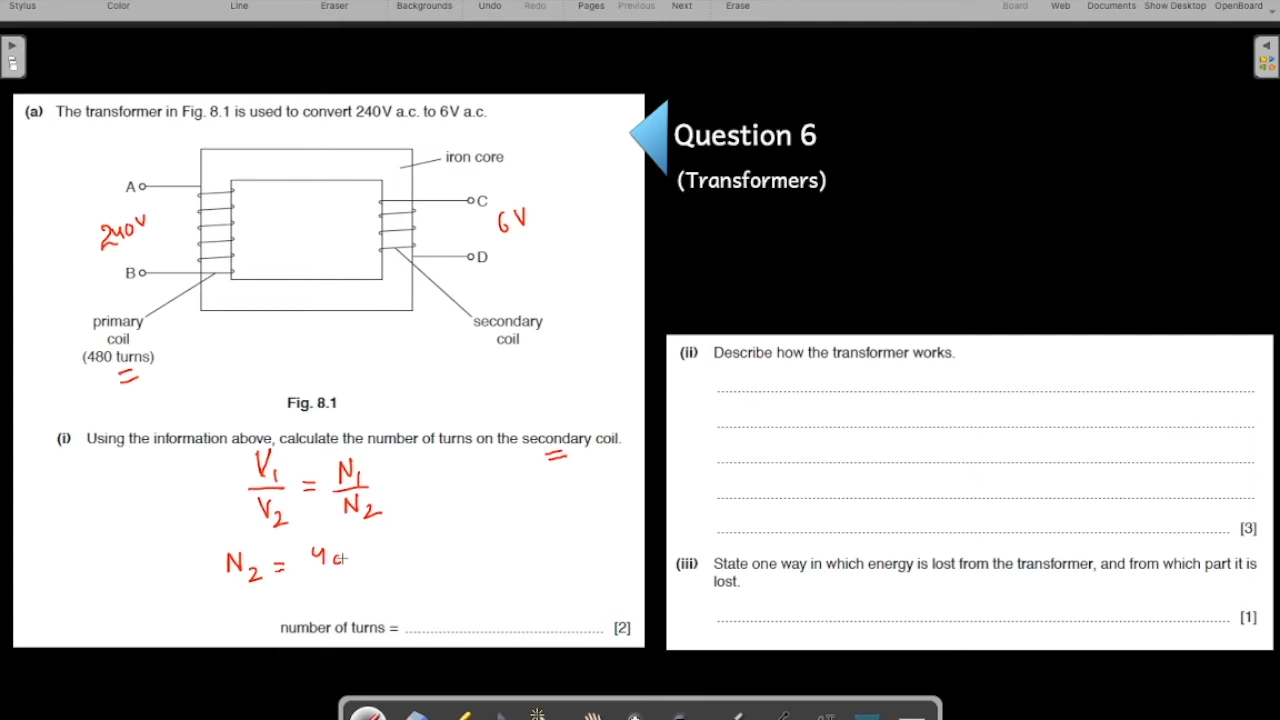 Stylus Color Line Eraser Backgrounds Undo Redo Pages Previous Next Erase Board Web Documents Show Desktop OpenBoard
(a) The transformer in Fig. 8.1 is used to convert 240V a.c. to 6V a.c.
iron core
A
C
240V
6V
B
D
primary
coil
(480 turns)
secondary
coil
Fig. 8.1
(i) Using the information above, calculate the number of turns on the secondary coil.
V1/V2 = N1/N2
N2 =
number of turns = ........................................ [2]
Question 6
(Transformers)
(ii) Describe how the transformer works.
[3]
(iii) State one way in which energy is lost from the transformer, and from which part it is
lost.
[1]